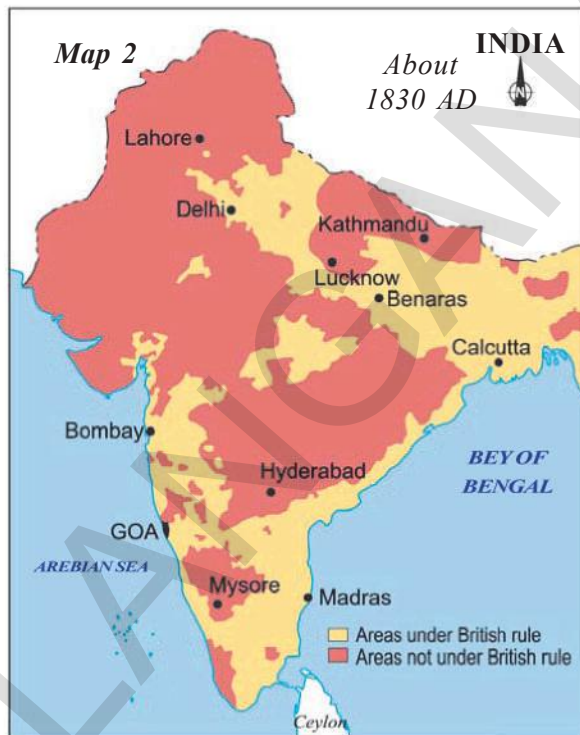 Map 2
INDIA
About
1830 AD
N
Lahore
Delhi
Kathmandu
Lucknow
Benaras
Calcutta
Bombay
BEY OF
BENGAL
Hyderabad
GOA
AREBIAN SEA
Mysore
Madras
Areas under British rule
Areas not under British rule
Ceylon